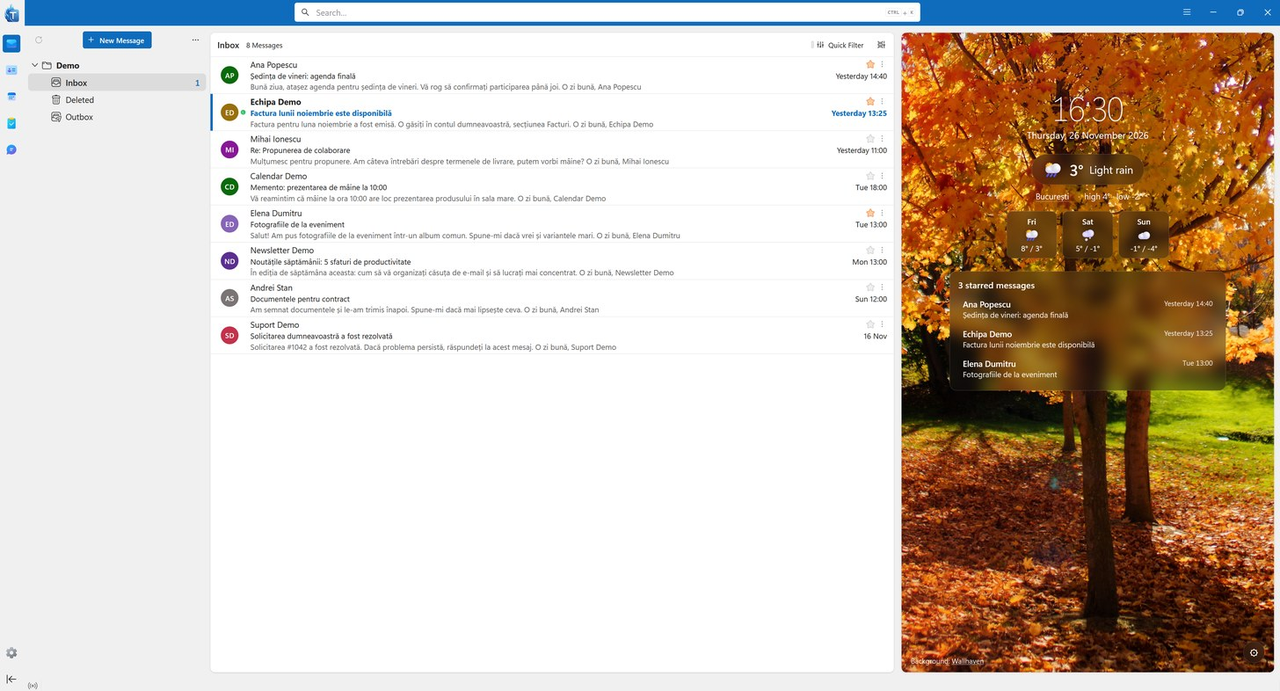 Search...
CTRL + K
New Message
Demo
Inbox 1
Deleted
Outbox
Inbox 8 Messages
Quick Filter
AP
Ana Popescu
Ședința de vineri: agenda finală
Yesterday 14:40
Bună ziua, atașez agenda pentru ședința de vineri. Vă rog să confirmați participarea până joi. O zi bună, Ana Popescu
ED
Echipa Demo
Factura lunii noiembrie este disponibilă
Yesterday 13:25
Factura pentru luna noiembrie a fost emisă. O găsiți în contul dumneavoastră, secțiunea Facturi. O zi bună, Echipa Demo
MI
Mihai Ionescu
Re: Propunerea de colaborare
Yesterday 11:00
Mulțumesc pentru propunere. Am câteva întrebări despre termenele de livrare, putem vorbi mâine? O zi bună, Mihai Ionescu
CD
Calendar Demo
Memento: prezentarea de mâine la 10:00
Tue 18:00
Vă reamintim că mâine la ora 10:00 are loc prezentarea produsului în sala mare. O zi bună, Calendar Demo
ED
Elena Dumitru
Fotografiile de la eveniment
Tue 13:00
Salut! Am pus fotografiile de la eveniment într-un album comun. Spune-mi dacă vrei și variantele mari. O zi bună, Elena Dumitru
ND
Newsletter Demo
Noutățile săptămânii: 5 sfaturi de productivitate
Mon 13:00
În ediția de săptămâna aceasta: cum să vă organizați căsuța de e-mail și să lucrați mai concentrat. O zi bună, Newsletter Demo
AS
Andrei Stan
Documentele pentru contract
Sun 12:00
Am semnat documentele și le-am trimis înapoi. Spune-mi dacă mai lipsește ceva. O zi bună, Andrei Stan
SD
Suport Demo
Solicitarea dumneavoastră a fost rezolvată
16 Nov
Solicitarea #1042 a fost rezolvată. Dacă problema persistă, răspundeți la acest mesaj. O zi bună, Suport Demo
16:30
Thursday, 26 November 2026
3° Light rain
București high 4° low
Fri Sat Sun
8° / 3° 5° / -1° -1° / -4°
3 starred messages
Ana Popescu Yesterday 14:40
Ședința de vineri: agenda finală
Echipa Demo Yesterday 13:25
Factura lunii noiembrie este disponibilă
Elena Dumitru Tue 13:00
Fotografiile de la eveniment
Background: Wallhaven